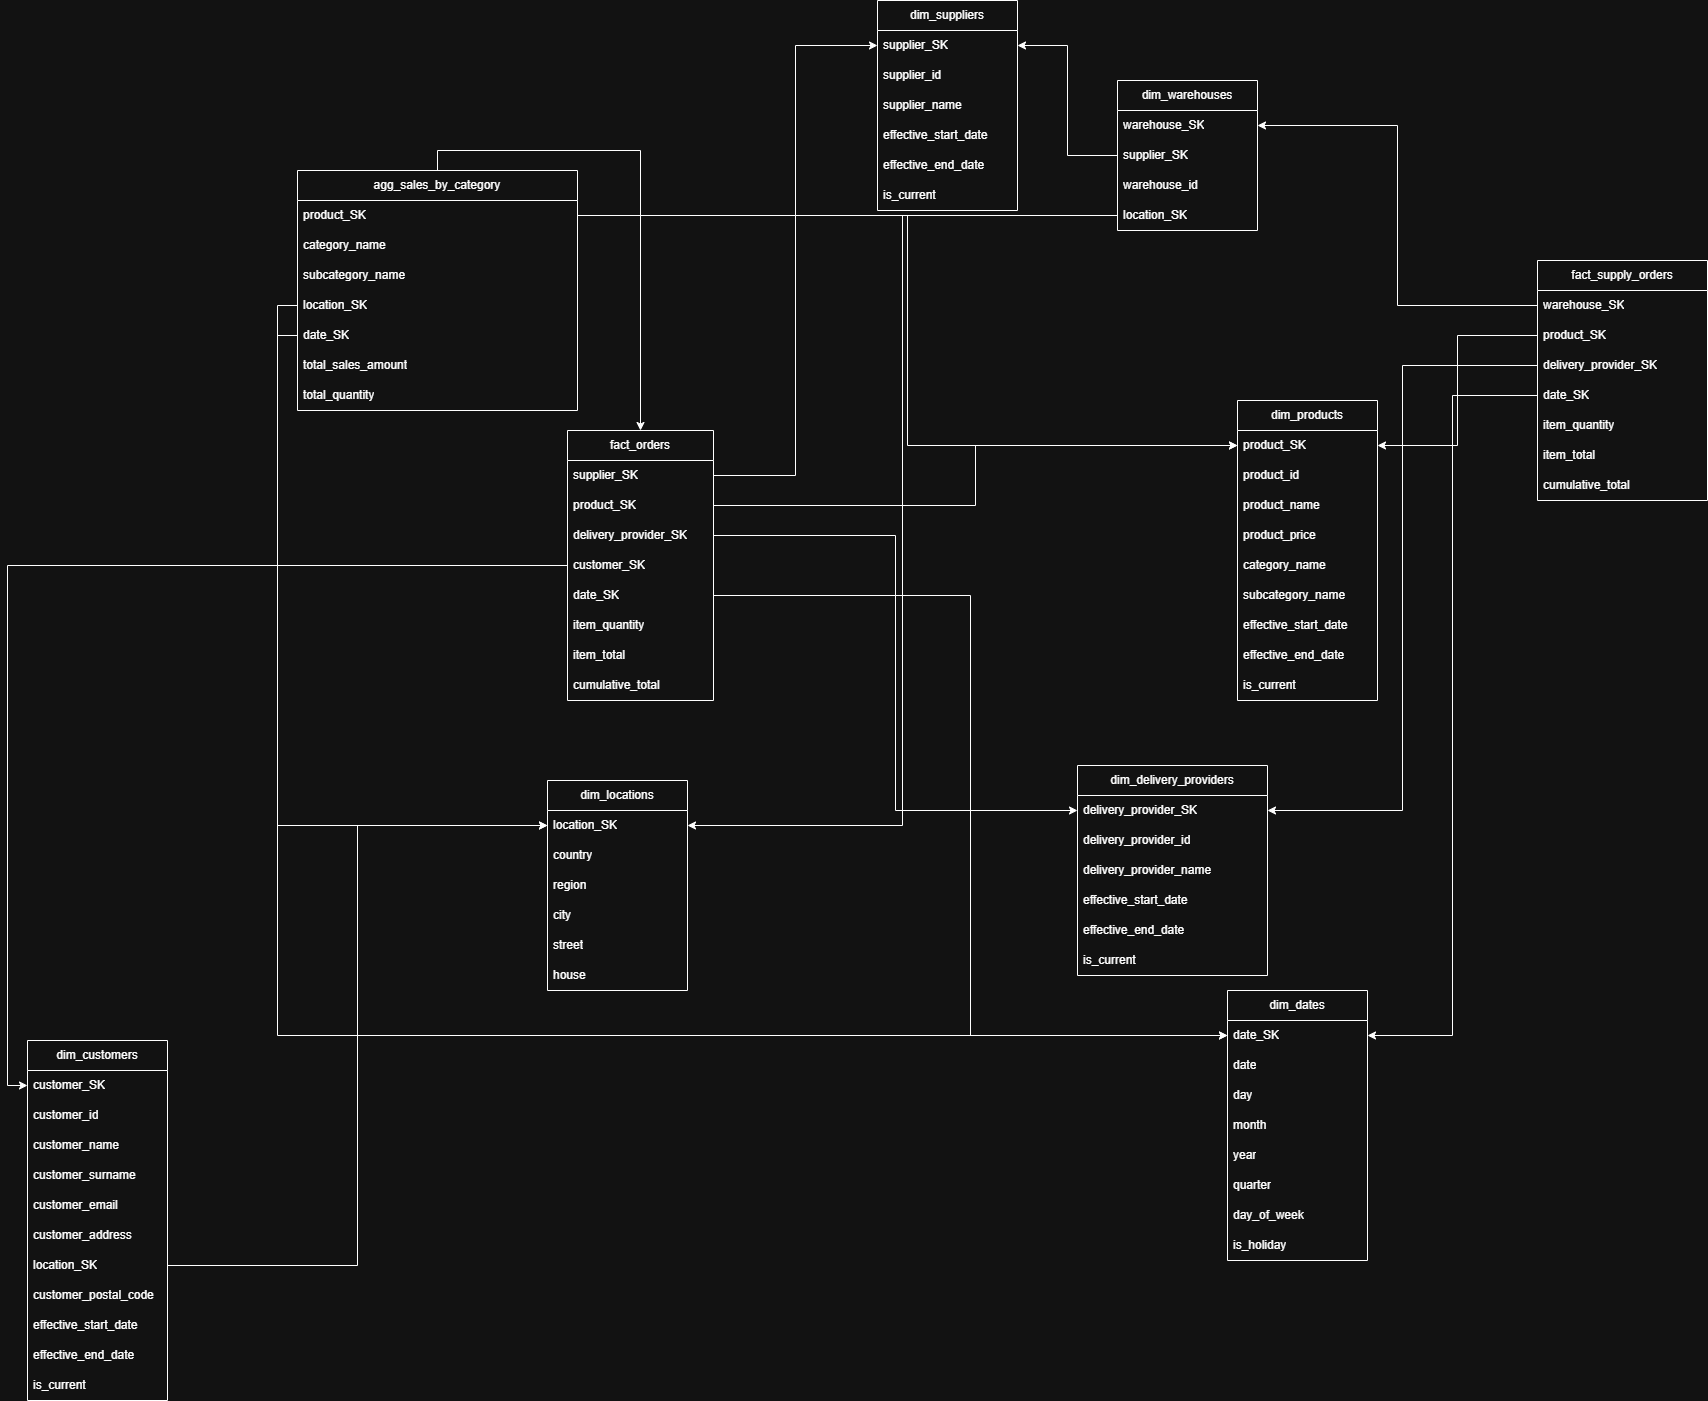 dim_suppliers
supplier_SK
supplier_id
supplier_name
effective_start_date
effective_end_date
is_current
dim_warehouses
warehouse_SK
supplier_SK
warehouse_id
location_SK
agg_sales_by_category
product_SK
category_name
subcategory_name
location_SK
date_SK
total_sales_amount
total_quantity
fact_supply_orders
warehouse_SK
product_SK
delivery_provider_SK
date_SK
item_quantity
item_total
cumulative_total
dim_products
product_SK
product_id
product_name
product_price
category_name
subcategory_name
effective_start_date
effective_end_date
is_current
fact_orders
supplier_SK
product_SK
delivery_provider_SK
customer_SK
date_SK
item_quantity
item_total
cumulative_total
dim_locations
location_SK
country
region
city
street
house
dim_delivery_providers
delivery_provider_SK
delivery_provider_id
delivery_provider_name
effective_start_date
effective_end_date
is_current
dim_dates
date_SK
date
day
month
year
quarter
day_of_week
is_holiday
dim_customers
customer_SK
customer_id
customer_name
customer_surname
customer_email
customer_address
location_SK
customer_postal_code
effective_start_date
effective_end_date
is_current